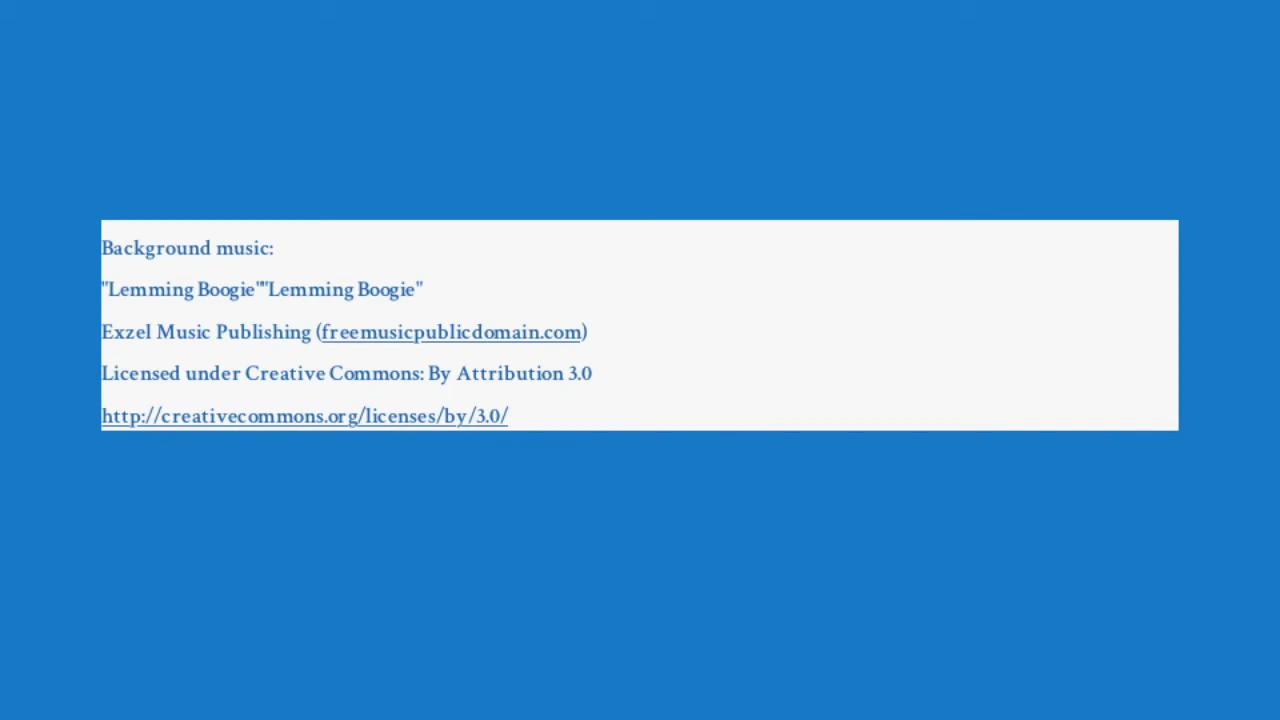 Background music:
"Lemming Boogie""Lemming Boogie"
Exzel Music Publishing (freemusicpublicdomain.com)
Licensed under Creative Commons: By Attribution 3.0
http://creativecommons.org/licenses/by/3.0/